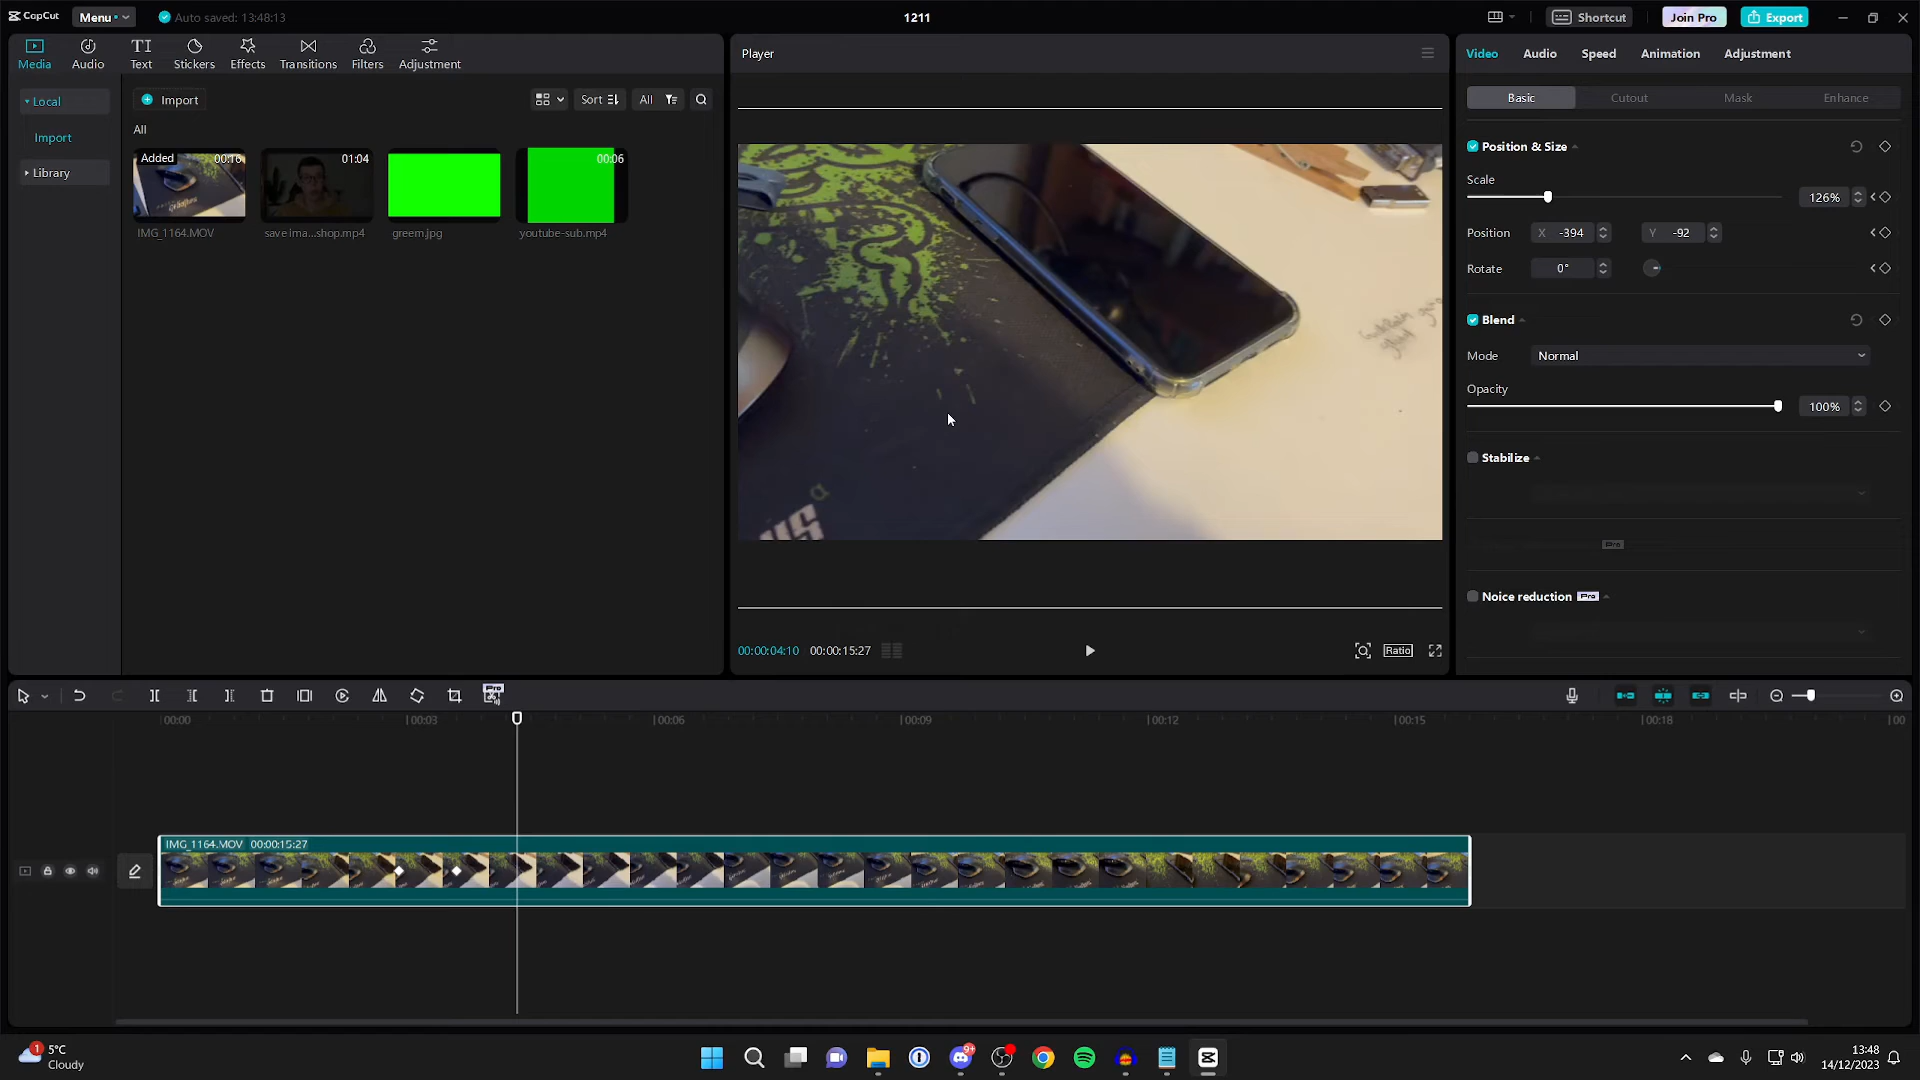 CapCut
Menu
Auto saved: 13:48:13
1211
Shortcut
Join Pro
Export
Media
Audio
Text
Stickers
Effects
Transitions
Filters
Adjustment
Local
Import
Library
Import
Sort
All
All
Added
00:16
01:04
00:06
IMG_1164.MOV
save ima...shop.mp4
greem.jpg
youtube-sub.mp4
Player
00:00:04:10
00:00:15:27
Ratio
Video
Audio
Speed
Animation
Adjustment
Basic
Cutout
Mask
Enhance
Position & Size
Scale
126%
Position
X -394
Y -92
Rotate
0°
Blend
Mode
Normal
Opacity
100%
Stabilize
Pro
Noice reduction Pro
Pro
00:00
00:03
00:06
00:09
00:12
00:15
00:18
00
IMG_1164.MOV 00:00:15:27
1
5°C
Cloudy
9+
13:48
14/12/2023